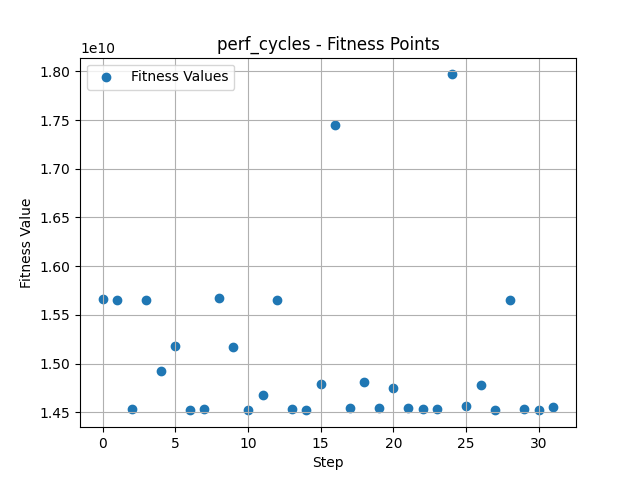 perf_cycles - Fitness Points
1e10
Fitness Values
1.80
1.75
1.70
1.65
1.60
1.55
1.50
1.45
Fitness Value
0 5 10 15 20 25 30
Step